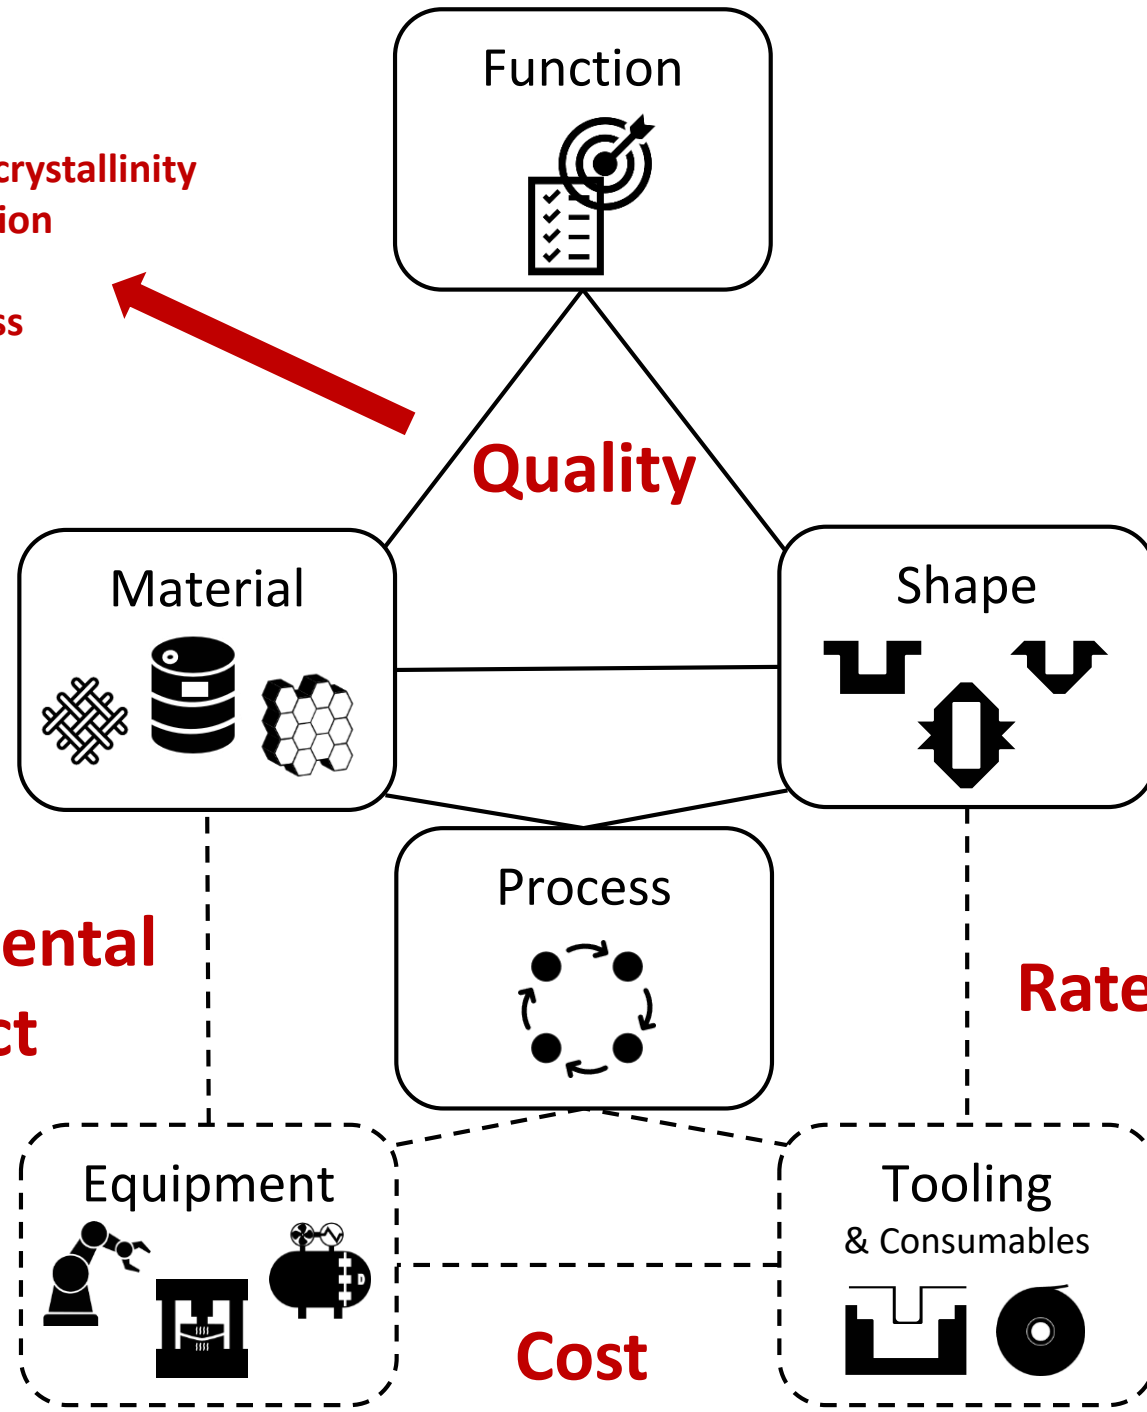 Function
crystallinity
ion
ss
Quality
Material
Shape
Process
ental
ct
Rate
Equipment
Tooling
& Consumables
Cost